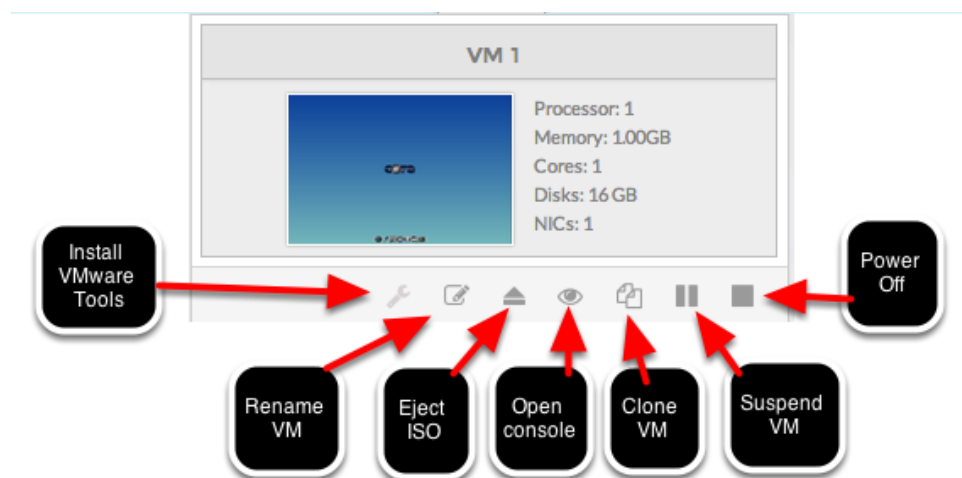 VM 1
Processor: 1
Memory: 1.00GB
Cores: 1
Disks: 16 GB
NICs: 1
core
Install
VMware
Tools
Power
Off
Rename
VM
Eject
ISO
Open
console
Clone
VM
Suspend
VM